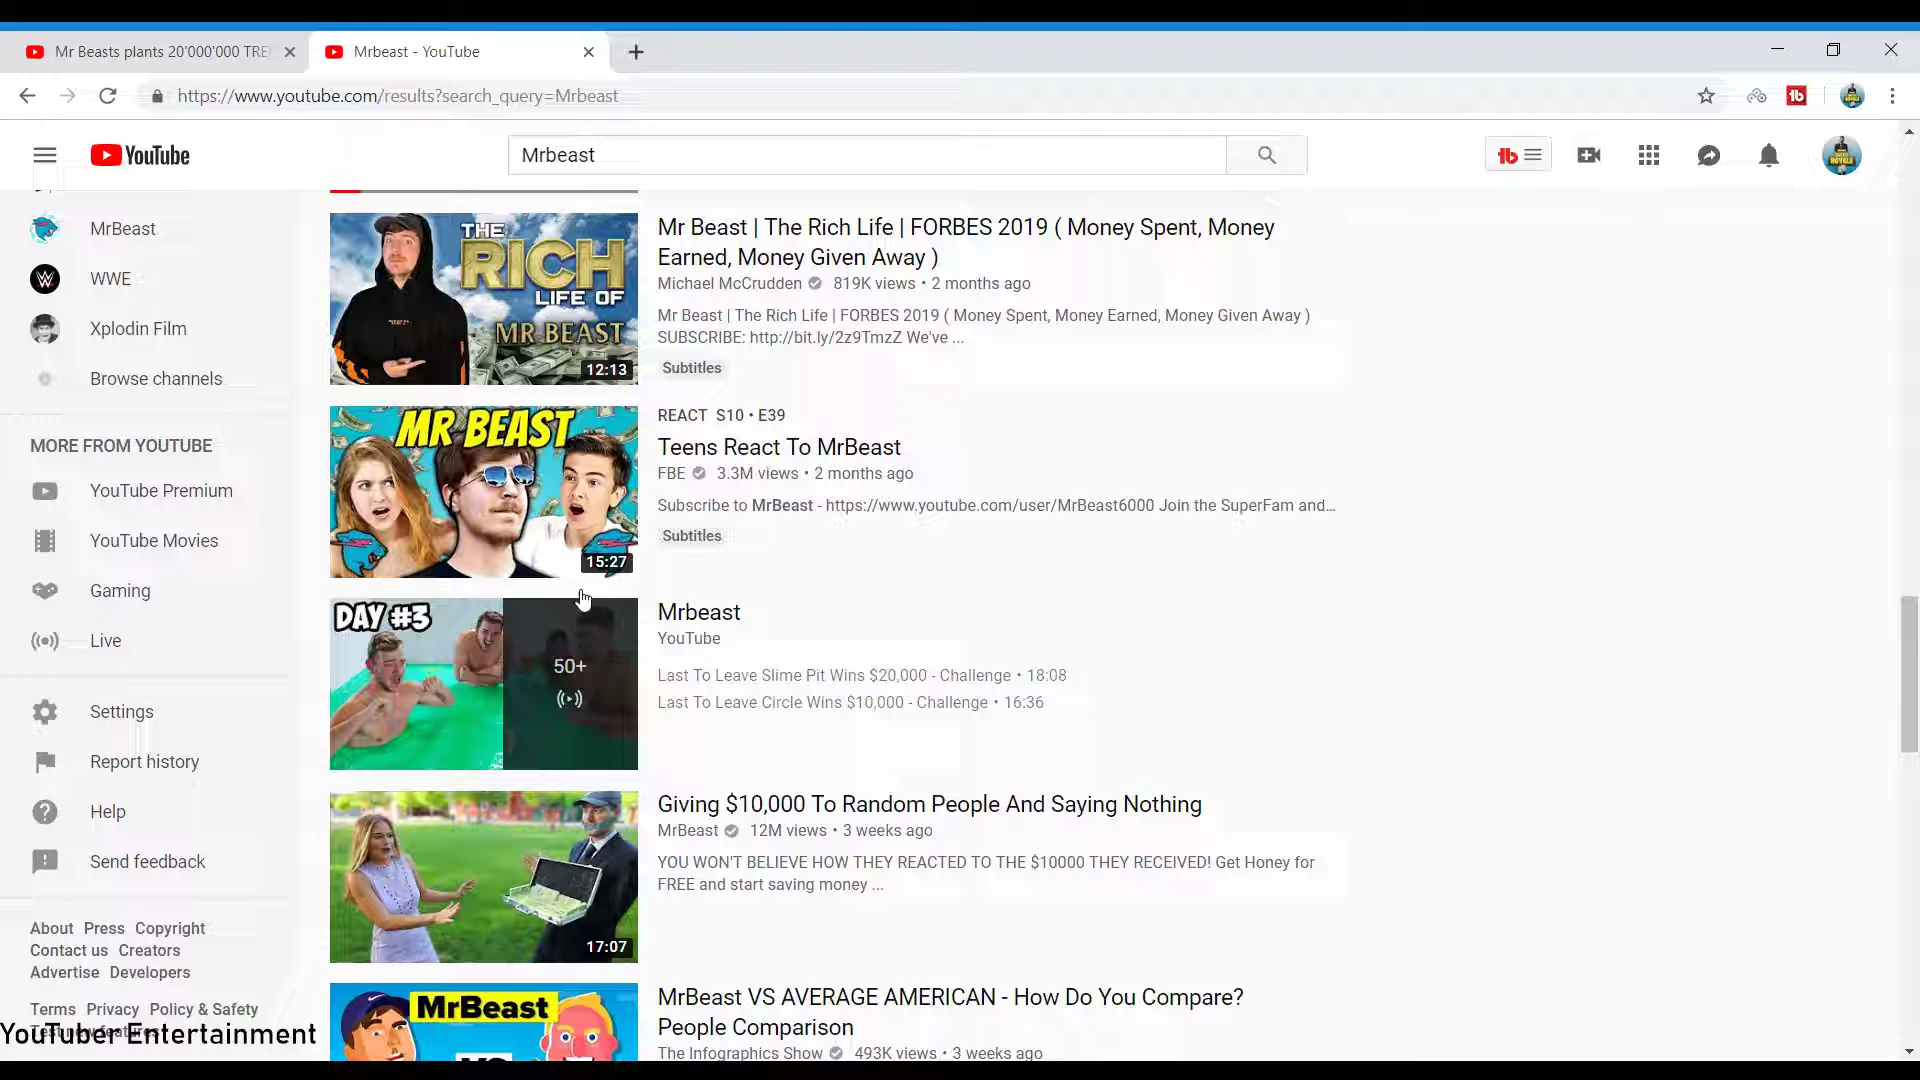 Mr Beasts plants 20'000'000 TRE
Mrbeast - YouTube
https://www.youtube.com/results?search_query=Mrbeast
YouTube
Mrbeast
MrBeast
WWE
Xplodin Film
Browse channels
MORE FROM YOUTUBE
YouTube Premium
YouTube Movies
Gaming
Live
Settings
Report history
Help
Send feedback
About Press Copyright
Contact us Creators
Advertise Developers
Terms Privacy Policy & Safety
Test new features
YouTuber Entertainment
THE
RICH
LIFE OF
MR BEAST
12:13
Mr Beast | The Rich Life | FORBES 2019 ( Money Spent, Money
Earned, Money Given Away )
Michael McCrudden 819K views • 2 months ago
Mr Beast | The Rich Life | FORBES 2019 ( Money Spent, Money Earned, Money Given Away )
SUBSCRIBE: http://bit.ly/2z9TmzZ We've ...
Subtitles
MR BEAST
15:27
REACT S10 • E39
Teens React To MrBeast
FBE 3.3M views • 2 months ago
Subscribe to MrBeast - https://www.youtube.com/user/MrBeast6000 Join the SuperFam and...
Subtitles
DAY #3
50+
Mrbeast
YouTube
Last To Leave Slime Pit Wins $20,000 - Challenge • 18:08
Last To Leave Circle Wins $10,000 - Challenge • 16:36
17:07
Giving $10,000 To Random People And Saying Nothing
MrBeast 12M views • 3 weeks ago
YOU WON'T BELIEVE HOW THEY REACTED TO THE $10000 THEY RECEIVED! Get Honey for
FREE and start saving money ...
MrBeast
VS
MrBeast VS AVERAGE AMERICAN - How Do You Compare?
People Comparison
The Infographics Show 493K views • 3 weeks ago